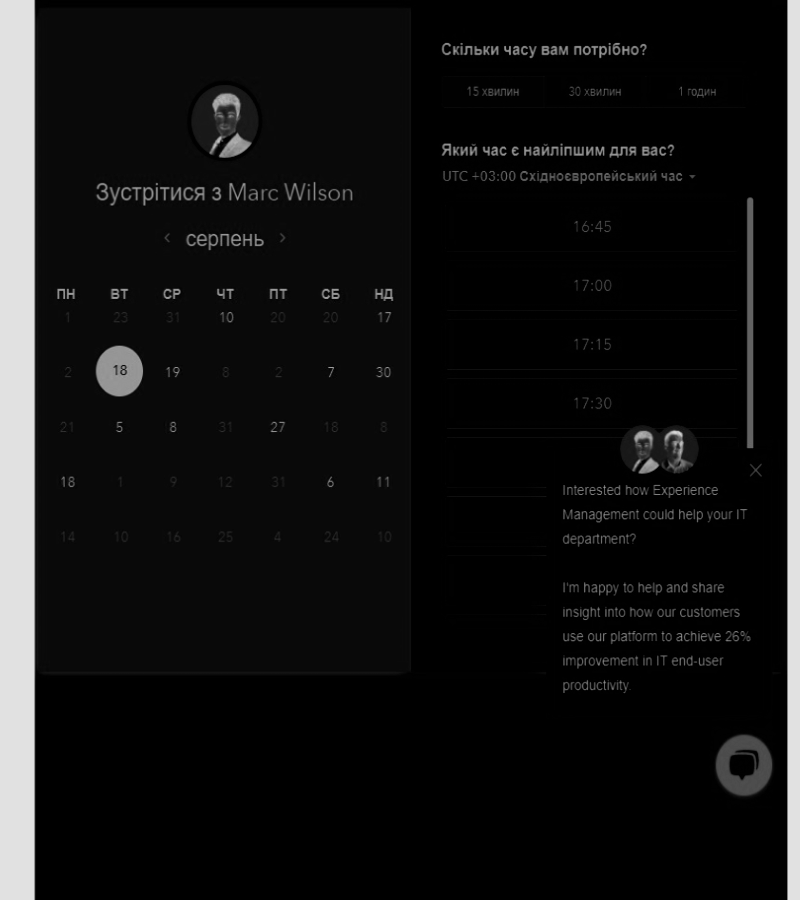 Зустрітися з Marc Wilson
серпень
ПН ВТ СР ЧТ ПТ СБ НД
1 23 31 10 20 20 17
2 18 19 8 2 7 30
21 5 8 31 27 18 8
18 1 9 12 31 6 11
14 10 16 25 4 24 10
Скільки часу вам потрібно?
15 хвилин 30 хвилин 1 годин
Який час є найліпшим для вас?
UTC +03:00 Східноєвропейський час
16:45
17:00
17:15
17:30
Interested how Experience
Management could help your IT
department?
I'm happy to help and share
insight into how our customers
use our platform to achieve 26%
improvement in IT end-user
productivity.